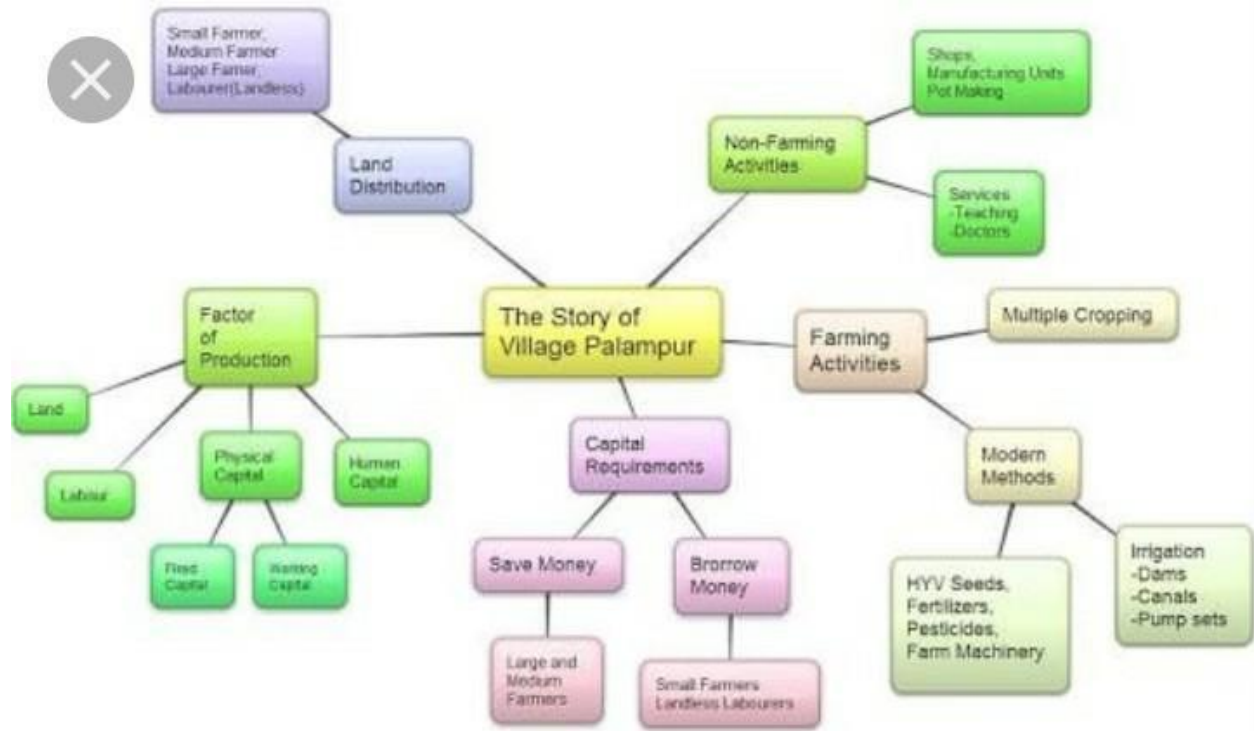 Small Farmer,
Medium Farmer
Large Famer,
Labourer(Landless)
Land
Distribution
Shops,
Manufacturing Units
Pot Making
Non-Farming
Activities
Services
-Teaching
-Doctors
The Story of
Village Palampur
Factor
of
Production
Land
Labour
Physical
Capital
Human
Capital
Fixed
Capital
Working
Capital
Capital
Requirements
Save Money
Brorrow
Money
Large and
Medium
Farmers
Small Farmers
Landless Labourers
Farming
Activities
Multiple Cropping
Modern
Methods
HYV Seeds,
Fertilizers,
Pesticides,
Farm Machinery
Irrigation
-Dams
-Canals
-Pump sets